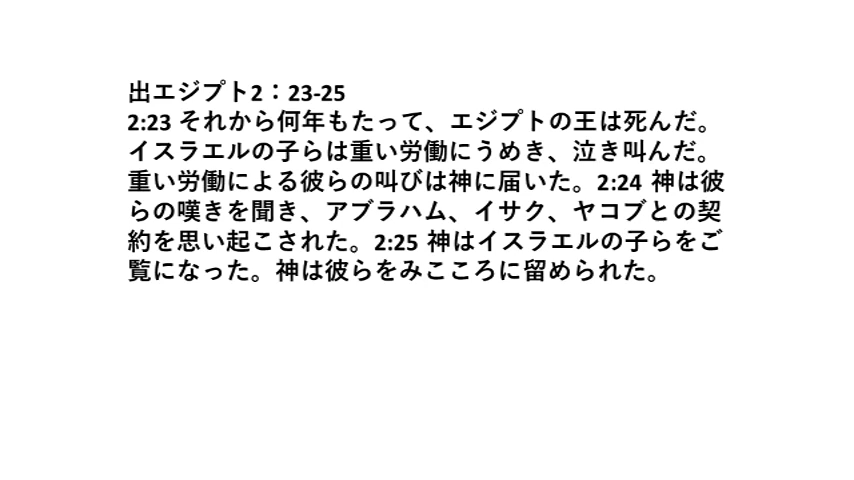 出エジプト2：23-25
2:23 それから何年もたって、エジプトの王は死んだ。
イスラエルの子らは重い労働にうめき、泣き叫んだ。
重い労働による彼らの叫びは神に届いた。2:24 神は彼
らの嘆きを聞き、アブラハム、イサク、ヤコブとの契
約を思い起こされた。2:25 神はイスラエルの子らをご
覧になった。神は彼らをみこころに留められた。